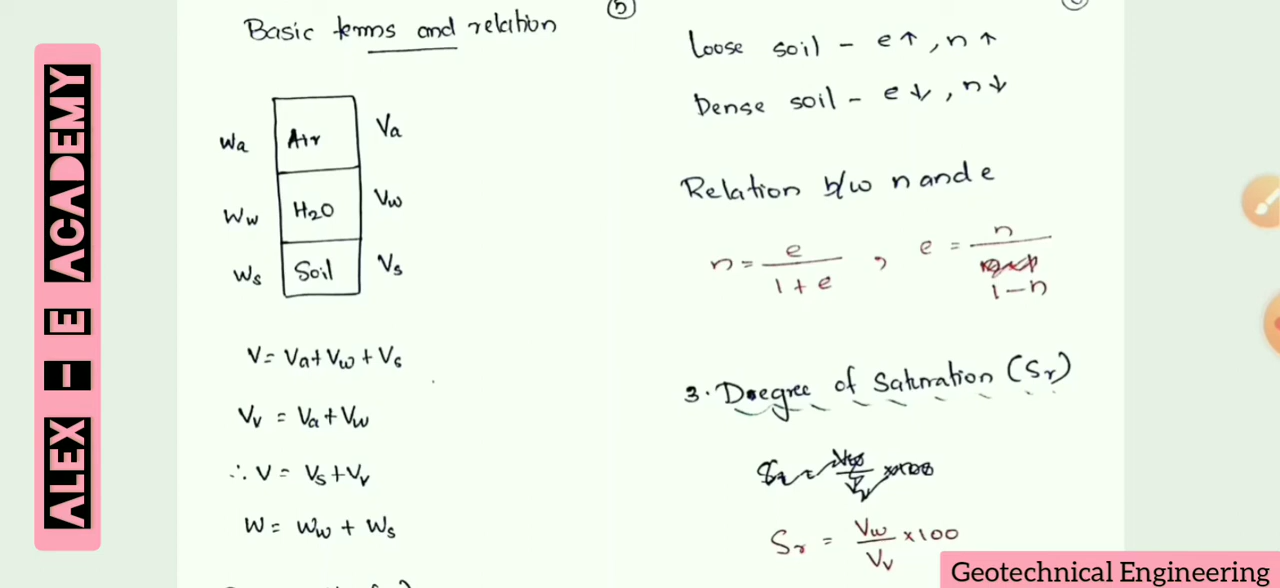 ALEX - E ACADEMY
Basic terms and relation
Wa Air Va
Ww H2O Vw
Ws Soil Vs
V = Va + Vw + Vs
Vv = Va + Vw
∴ V = Vs + Vv
W = Ww + Ws
Loose soil - e↑, n↑
Dense soil - e↓, n↓
Relation b/w n and e
n = e / 1 + e , e = n / 1 - n
3. Degree of Saturation (Sr)
Sr = Vw / Vv × 100
Geotechnical Engineering